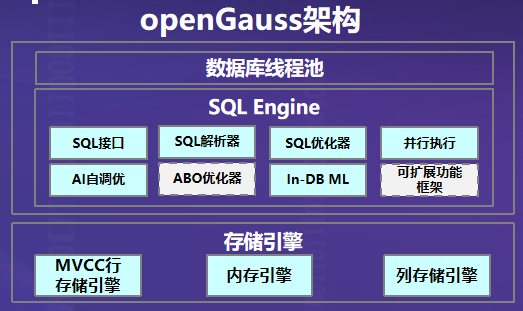 openGauss架构
数据库线程池
SQL Engine
SQL接口
SQL解析器
SQL优化器
并行执行
AI自调优
ABO优化器
In-DB ML
可扩展功能
框架
存储引擎
MVCC行
存储引擎
内存引擎
列存储引擎